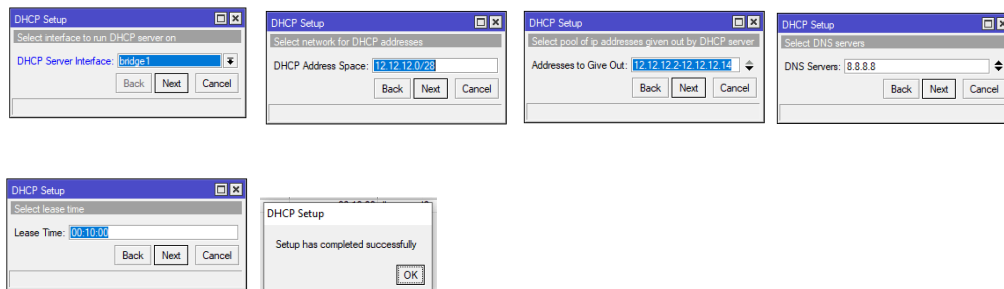 DHCP Setup
Select interface to run DHCP server on
DHCP Server Interface: bridge1
Back Next Cancel
DHCP Setup
Select network for DHCP addresses
DHCP Address Space: 12.12.12.0/28
Back Next Cancel
DHCP Setup
Select pool of ip addresses given out by DHCP server
Addresses to Give Out: 12.12.12.2-12.12.12.14
Back Next Cancel
DHCP Setup
Select DNS servers
DNS Servers: 8.8.8.8
Back Next Cancel
DHCP Setup
Select lease time
Lease Time: 00:10:00
Back Next Cancel
DHCP Setup
Setup has completed successfully
OK